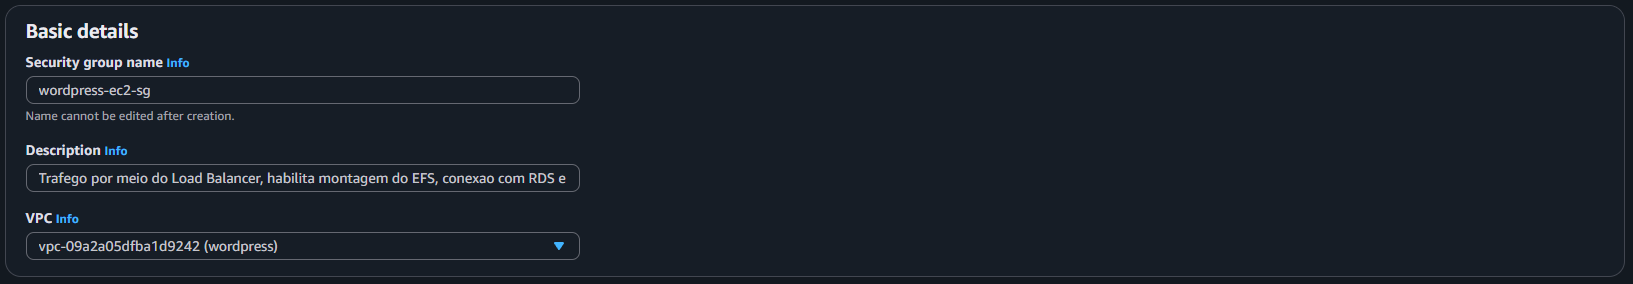 Basic details
Security group name Info
wordpress-ec2-sg
Name cannot be edited after creation.
Description Info
Trafego por meio do Load Balancer, habilita montagem do EFS, conexao com RDS e
VPC Info
vpc-09a2a05dfba1d9242 (wordpress)